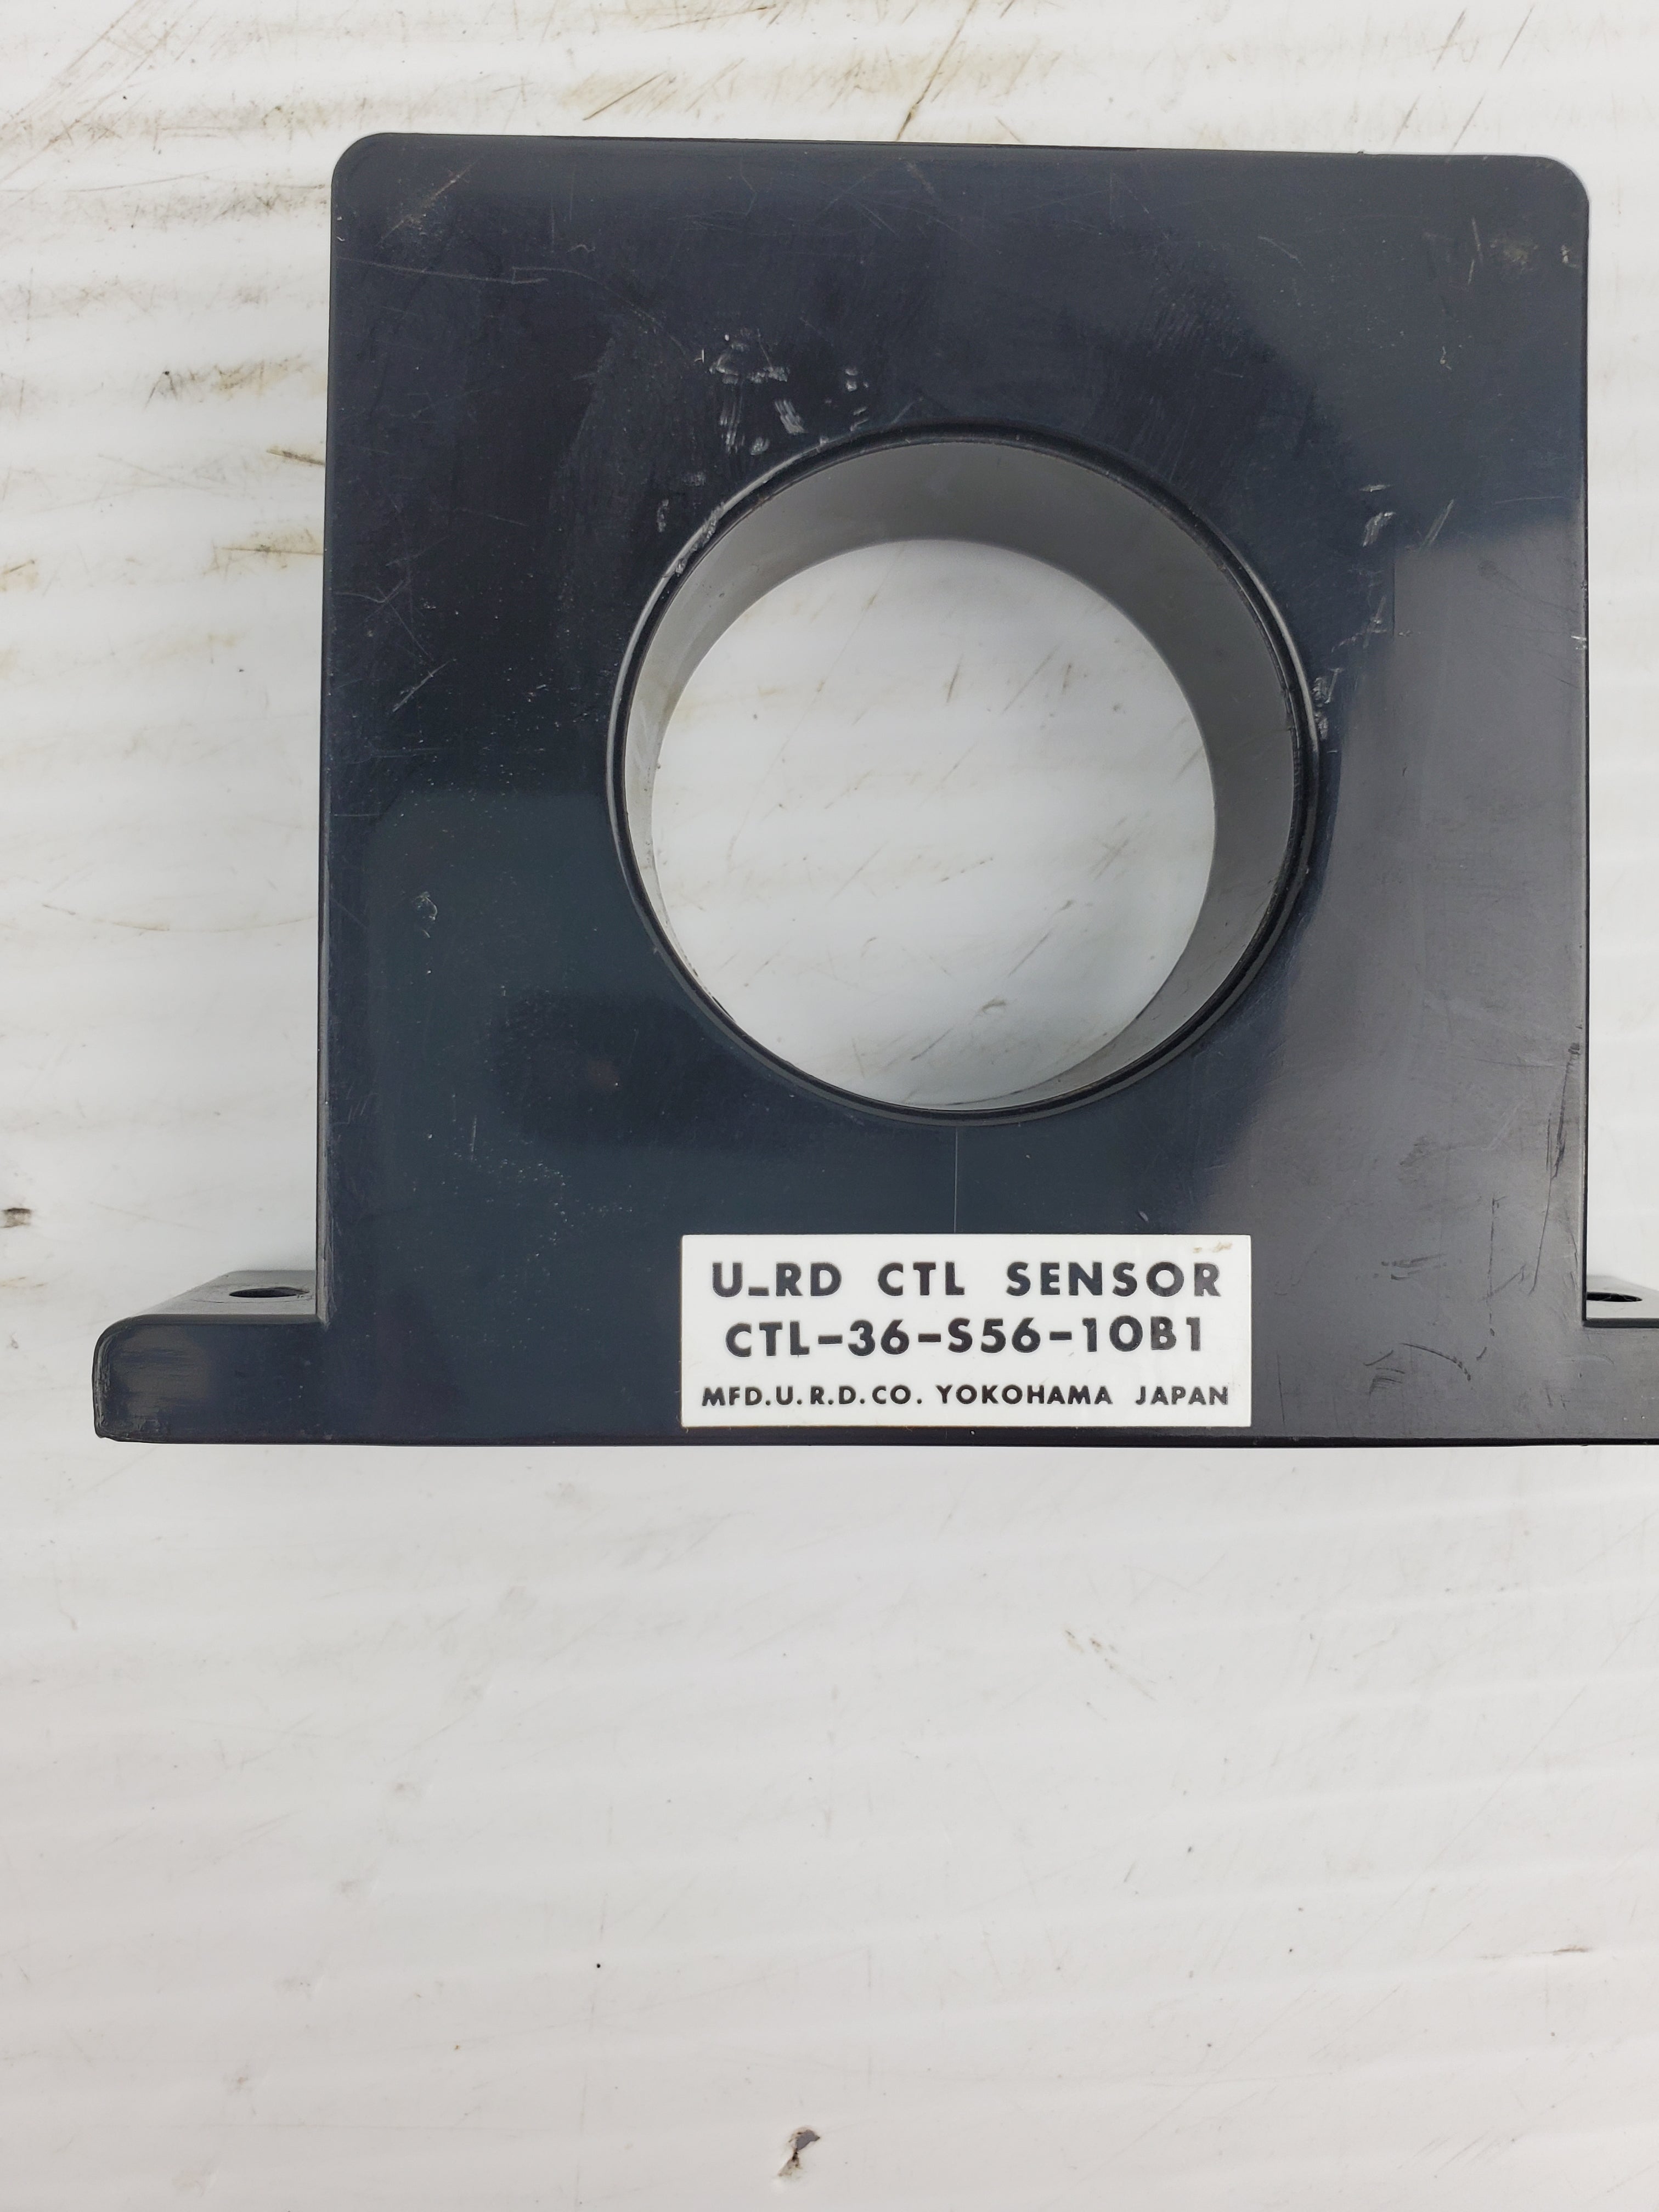 U_RD CTL SENSOR
CTL-36-S56-10B1
MFD.U.R.D.CO. YOKOHAMA JAPAN